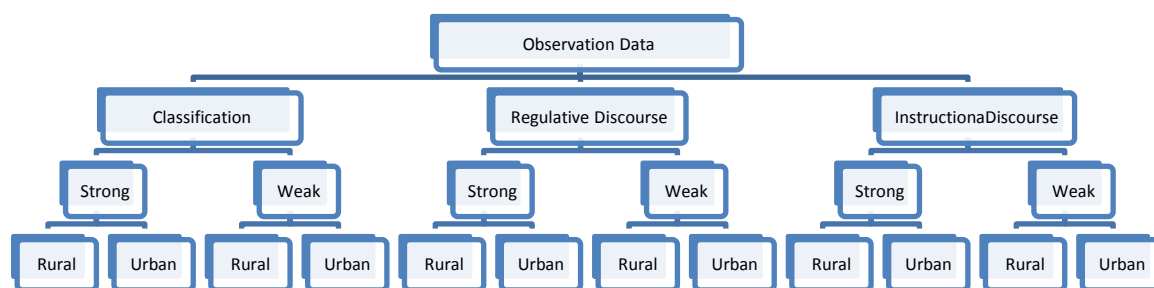 Observation Data
Classification Regulative Discourse InstructionaDiscourse
Strong Weak Strong Weak Strong Weak
Rural Urban Rural Urban Rural Urban Rural Urban Rural Urban Rural Urban